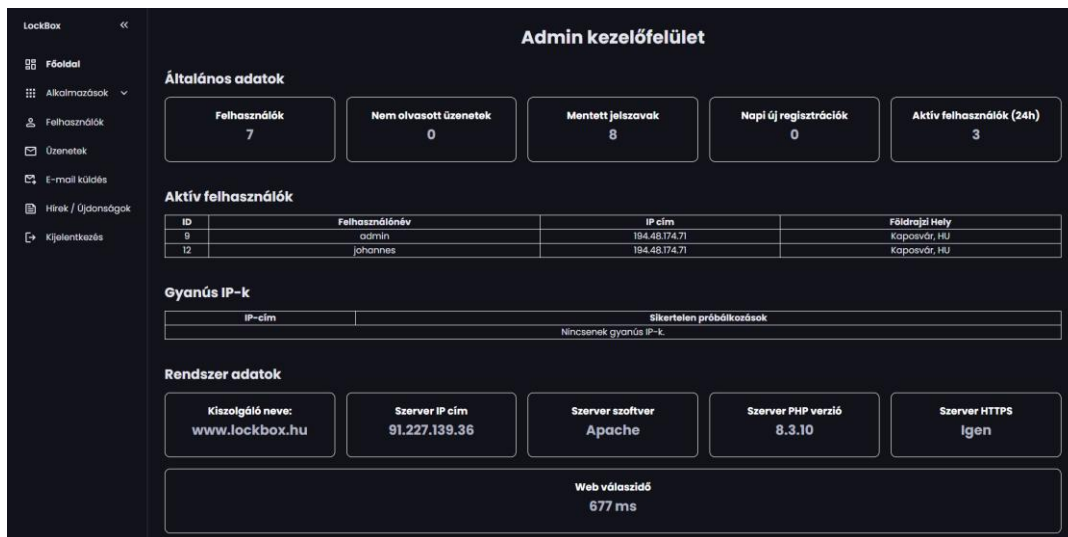 LockBox «
Főoldal
Alkalmazások
Felhasználók
Üzenetek
E-mail küldés
Hírek / Újdonságok
Kijelentkezés
Admin kezelőfelület
Általános adatok
Felhasználók
7
Nem olvasott üzenetek
0
Mentett jelszavak
8
Napi új regisztrációk
0
Aktív felhasználók (24h)
3
Aktív felhasználók
ID Felhasználónév IP cím Földrajzi Hely
9 admin 194.48.174.71 Kaposvár, HU
12 johannes 194.48.174.71 Kaposvár, HU
Gyanús IP-k
IP-cím Sikertelen próbálkozások
Nincsenek gyanús IP-k.
Rendszer adatok
Kiszolgáló neve:
www.lockbox.hu
Szerver IP cím
91.227.139.36
Szerver szoftver
Apache
Szerver PHP verzió
8.3.10
Szerver HTTPS
Igen
Web válaszidő
677 ms